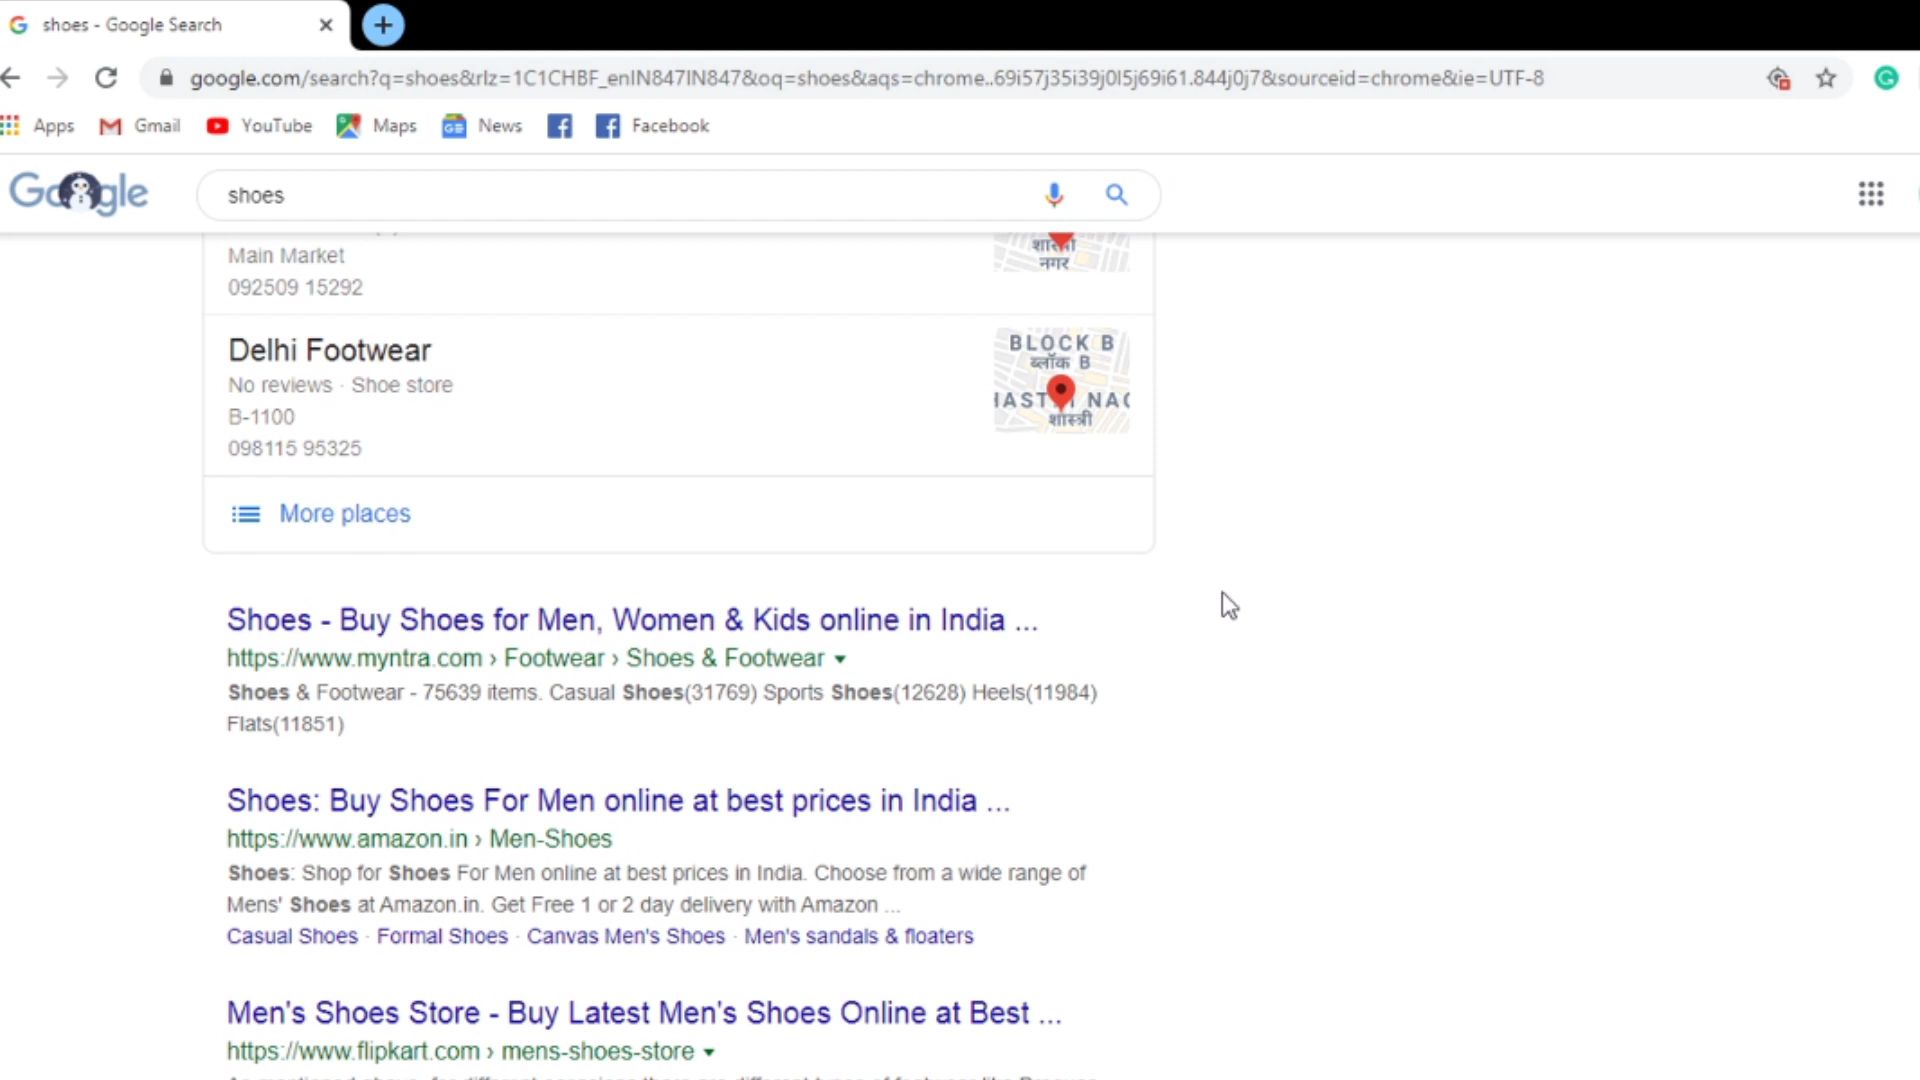 shoes - Google Search
google.com/search?q=shoes&rlz=1C1CHBF_enIN847IN847&oq=shoes&aqs=chrome..69i57j35i39j0l5j69i61.844j0j7&sourceid=chrome&ie=UTF-8
Apps Gmail YouTube Maps News Facebook
Google shoes
Main Market
092509 15292
नगर
Delhi Footwear
No reviews · Shoe store
B-1100
098115 95325
BLOCK B
ब्लॉक B
शास्त्री
More places
Shoes - Buy Shoes for Men, Women & Kids online in India ...
https://www.myntra.com › Footwear › Shoes & Footwear
Shoes & Footwear - 75639 items. Casual Shoes(31769) Sports Shoes(12628) Heels(11984)
Flats(11851)
Shoes: Buy Shoes For Men online at best prices in India ...
https://www.amazon.in › Men-Shoes
Shoes: Shop for Shoes For Men online at best prices in India. Choose from a wide range of
Mens' Shoes at Amazon.in. Get Free 1 or 2 day delivery with Amazon ...
Casual Shoes · Formal Shoes · Canvas Men's Shoes · Men's sandals & floaters
Men's Shoes Store - Buy Latest Men's Shoes Online at Best ...
https://www.flipkart.com › mens-shoes-store